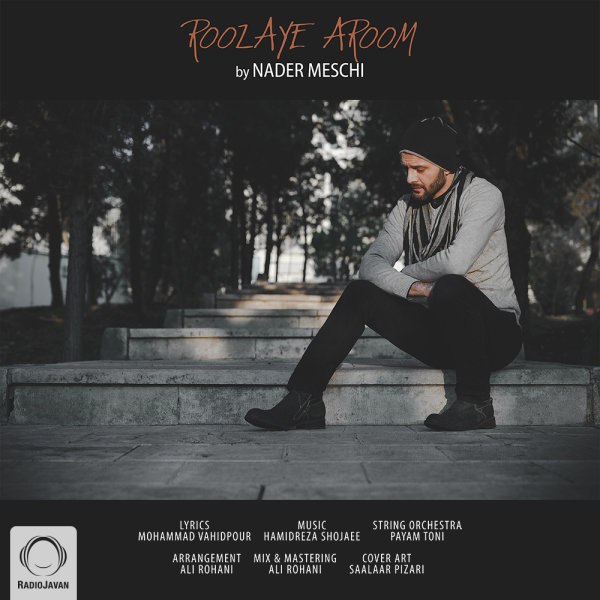 ROOZAYE AROOM
by NADER MESCHI
LYRICS
MOHAMMAD VAHIDPOUR
MUSIC
HAMIDREZA SHOJAEE
STRING ORCHESTRA
PAYAM TONI
ARRANGEMENT
ALI ROHANI
MIX & MASTERING
ALI ROHANI
COVER ART
SAALAAR PIZARI
RADIOJAVAN